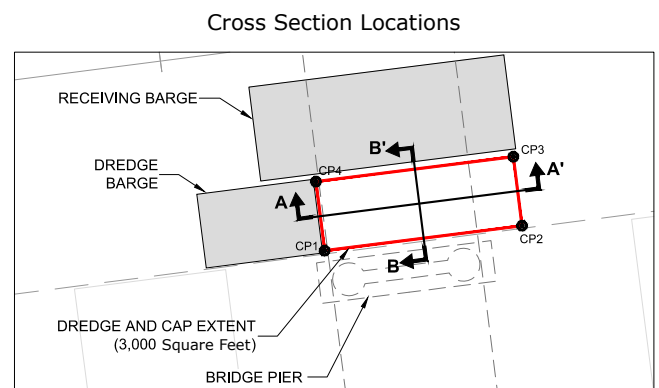 Cross Section Locations
RECEIVING BARGE
B'
CP3
DREDGE
BARGE
CP4
A'
A
CP1
CP2
B
DREDGE AND CAP EXTENT
(3,000 Square Feet)
BRIDGE PIER